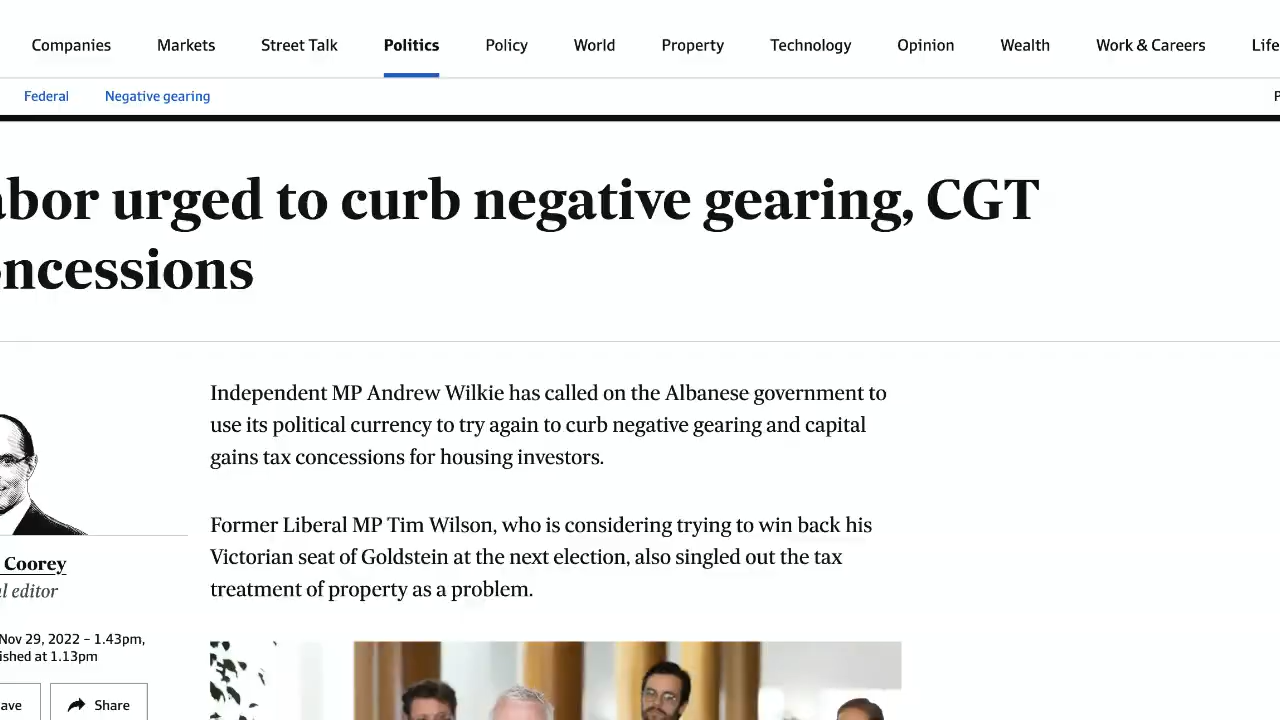 Companies Markets Street Talk Politics Policy World Property Technology Opinion Wealth Work & Careers Life
Federal Negative gearing P
abor urged to curb negative gearing, CGT
oncessions
Independent MP Andrew Wilkie has called on the Albanese government to
use its political currency to try again to curb negative gearing and capital
gains tax concessions for housing investors.
Former Liberal MP Tim Wilson, who is considering trying to win back his
Victorian seat of Goldstein at the next election, also singled out the tax
treatment of property as a problem.
Coorey
al editor
Nov 29, 2022 – 1.43pm,
ished at 1.13pm
ave Share